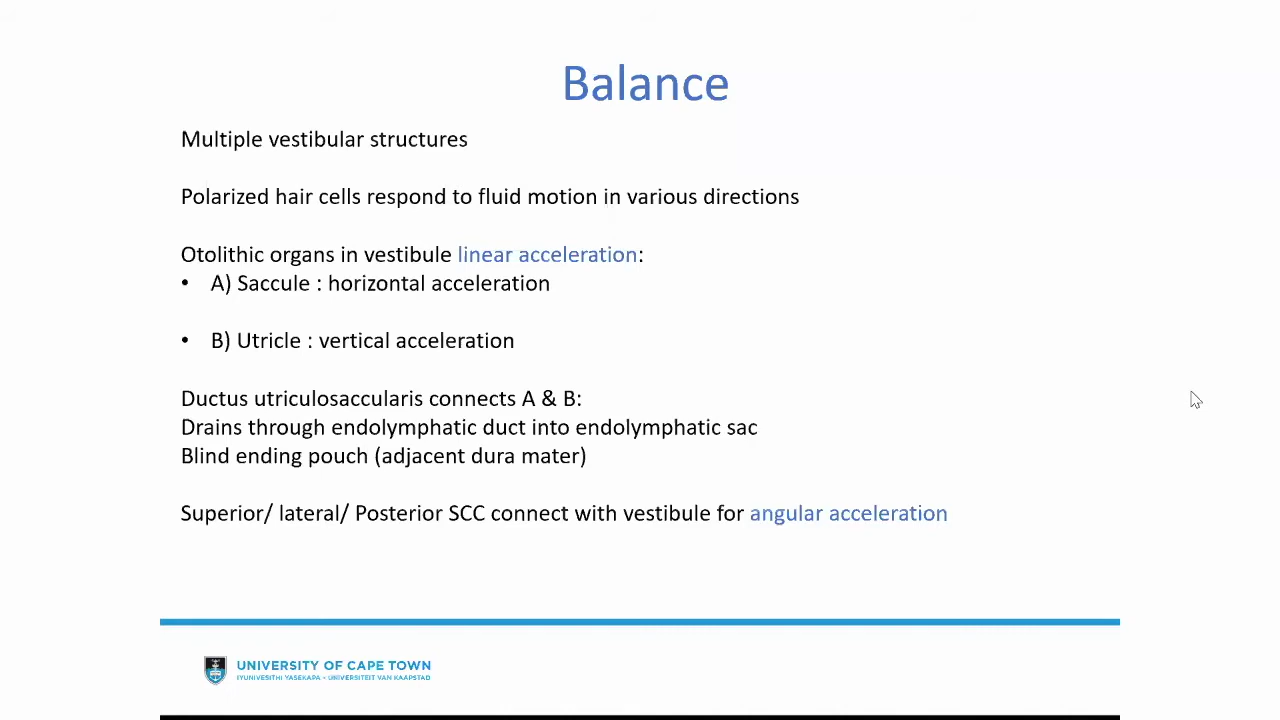 Balance
Multiple vestibular structures
Polarized hair cells respond to fluid motion in various directions
Otolithic organs in vestibule linear acceleration:
• A) Saccule : horizontal acceleration
• B) Utricle : vertical acceleration
Ductus utriculosaccularis connects A & B:
Drains through endolymphatic duct into endolymphatic sac
Blind ending pouch (adjacent dura mater)
Superior/ lateral/ Posterior SCC connect with vestibule for angular acceleration
UNIVERSITY OF CAPE TOWN
IYUNIVESITHI YASEKAPA • UNIVERSITEIT VAN KAAPSTAD